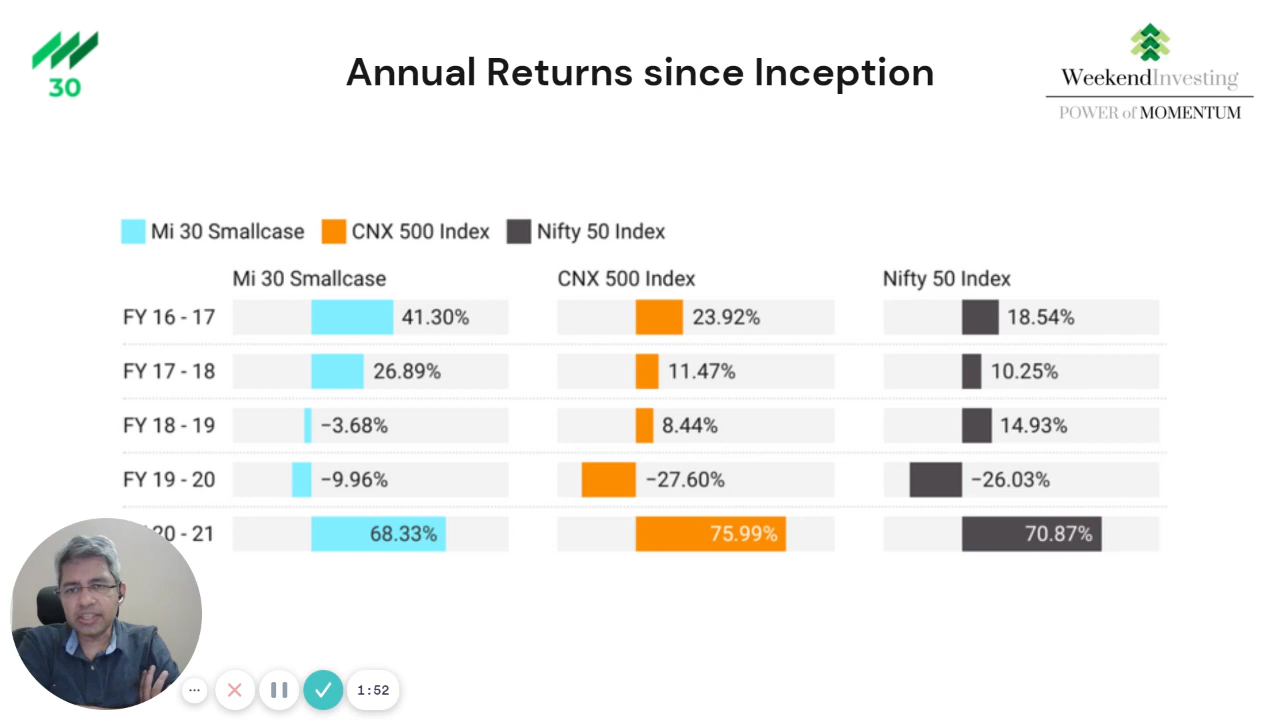 30
Annual Returns since Inception
WeekendInvesting
POWER of MOMENTUM
Mi 30 Smallcase CNX 500 Index Nifty 50 Index
Mi 30 Smallcase CNX 500 Index Nifty 50 Index
FY 16 - 17 41.30% 23.92% 18.54%
FY 17 - 18 26.89% 11.47% 10.25%
FY 18 - 19 −3.68% 8.44% 14.93%
FY 19 - 20 −9.96% −27.60% −26.03%
20 - 21 68.33% 75.99% 70.87%
1:52